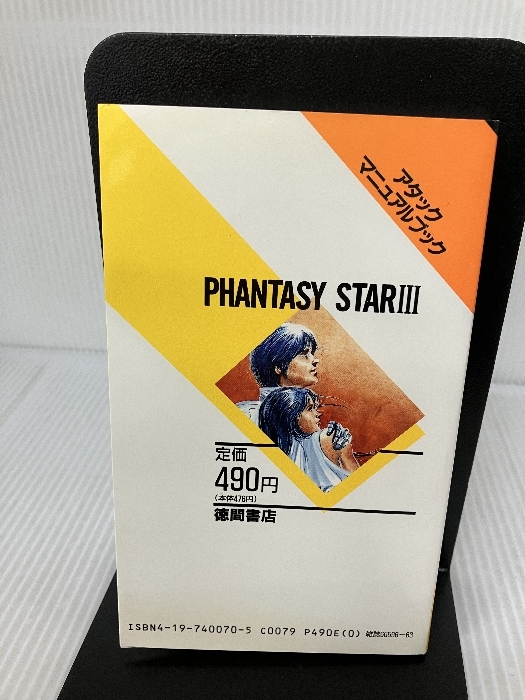 アタック
マニュアルブック
PHANTASY STARIII
定価
490円
(本体476円)
徳間書店
ISBN4-19-740070-5 C0079 P490E(0)